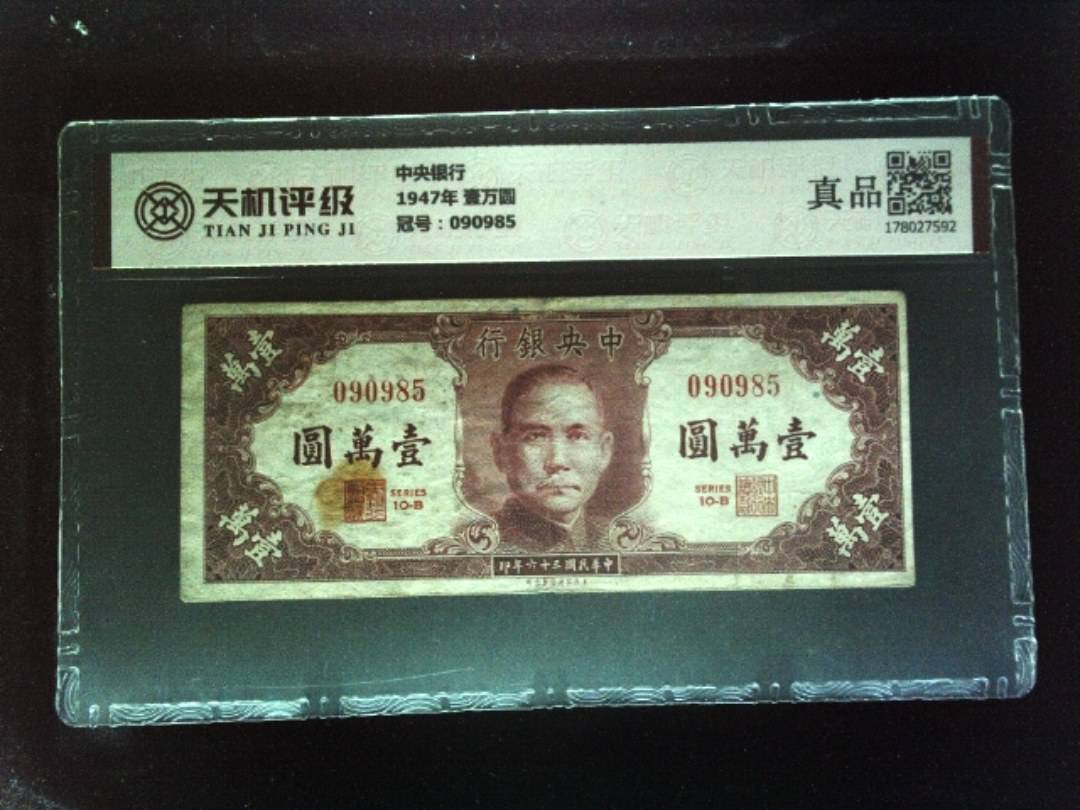 天机评级
TIAN JI PING JI
中央银行
1947年 壹万圆
冠号：090985
真品
178027592
中央銀行
壹萬
壹萬
090985
090985
壹萬圓
壹萬圓
SERIES
10-B
SERIES
10-B
壹萬
壹萬
中華民國三十六年印